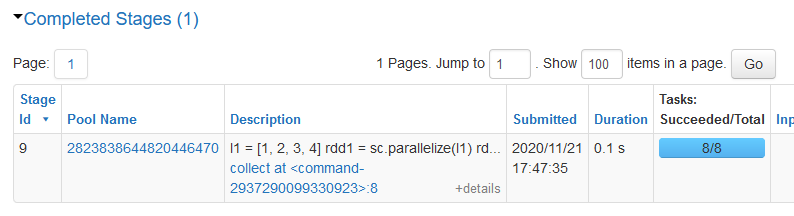 Completed Stages (1)
Page: 1 1 Pages. Jump to 1 . Show 100 items in a page. Go
Stage Id Pool Name Description Submitted Duration Tasks: Succeeded/Total Inp
9 2823838644820446470 l1 = [1, 2, 3, 4] rdd1 = sc.parallelize(l1) rd... 2020/11/21 0.1 s 8/8
collect at <command- 17:47:35
2937290099330923>:8 +details